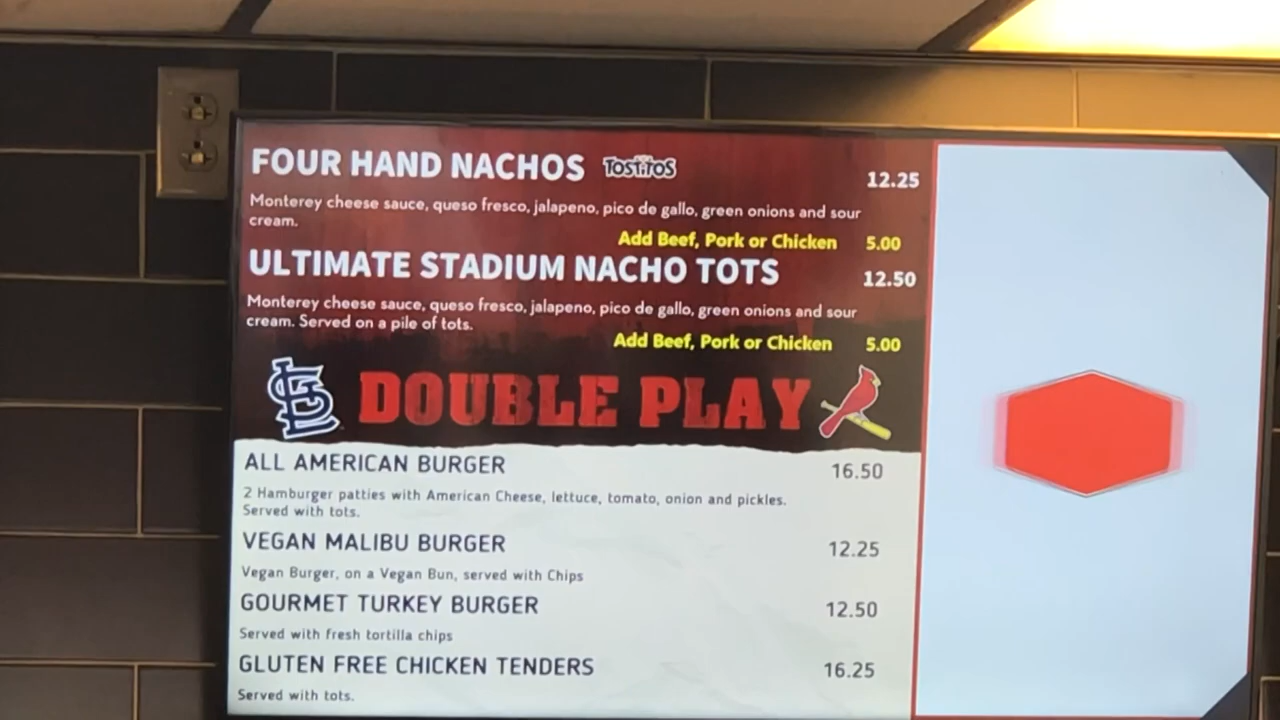 FOUR HAND NACHOS TOSTITOS 12.25
Monterey cheese sauce, queso fresco, jalapeno, pico de gallo, green onions and sour
cream.
Add Beef, Pork or Chicken 5.00
ULTIMATE STADIUM NACHO TOTS 12.50
Monterey cheese sauce, queso fresco, jalapeno, pico de gallo, green onions and sour
cream. Served on a pile of tots.
Add Beef, Pork or Chicken 5.00
STL DOUBLE PLAY
ALL AMERICAN BURGER 16.50
2 Hamburger patties with American Cheese, lettuce, tomato, onion and pickles.
Served with tots.
VEGAN MALIBU BURGER 12.25
Vegan Burger, on a Vegan Bun, served with Chips
GOURMET TURKEY BURGER 12.50
Served with fresh tortilla chips
GLUTEN FREE CHICKEN TENDERS 16.25
Served with tots.